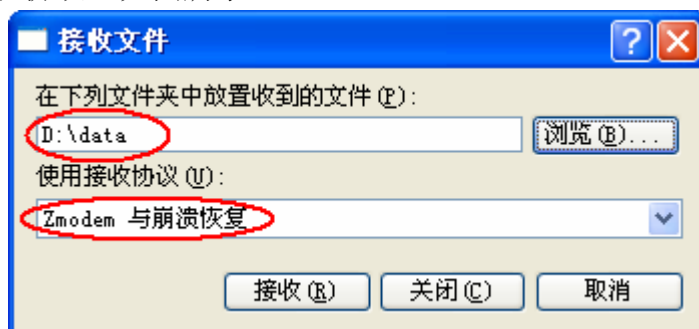 接收文件
在下列文件夹中放置收到的文件(P):
D:\data 浏览(B)...
使用接收协议(U):
Zmodem 与崩溃恢复
接收(R) 关闭(C) 取消